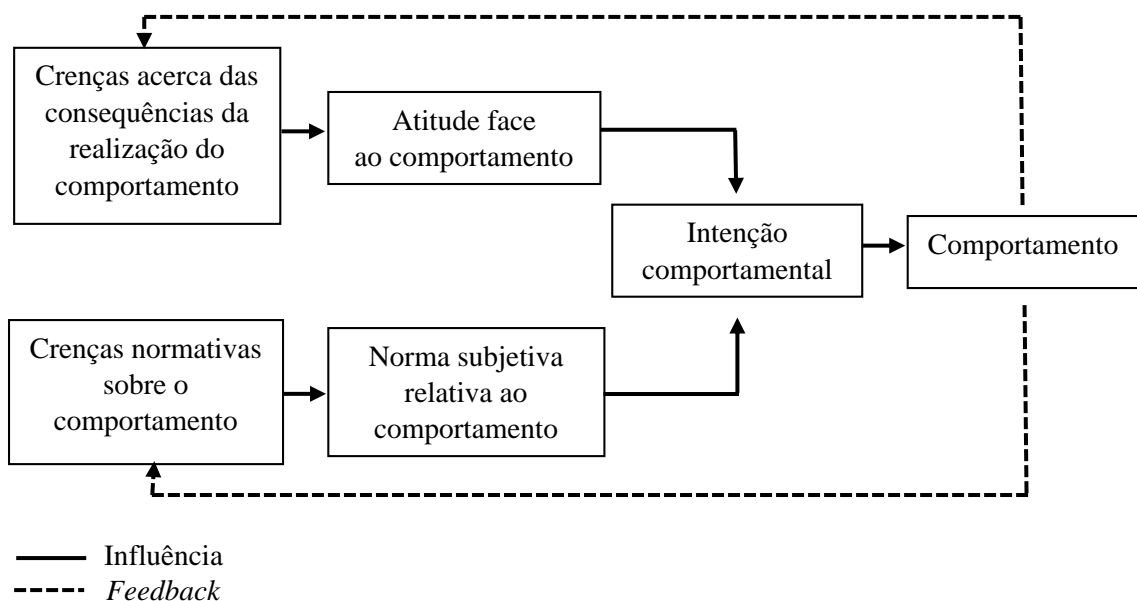 Crenças acerca das
consequências da
realização do
comportamento
Atitude face
ao comportamento
Intenção
comportamental
Comportamento
Crenças normativas
sobre o
comportamento
Norma subjetiva
relativa ao
comportamento
Influência
Feedback